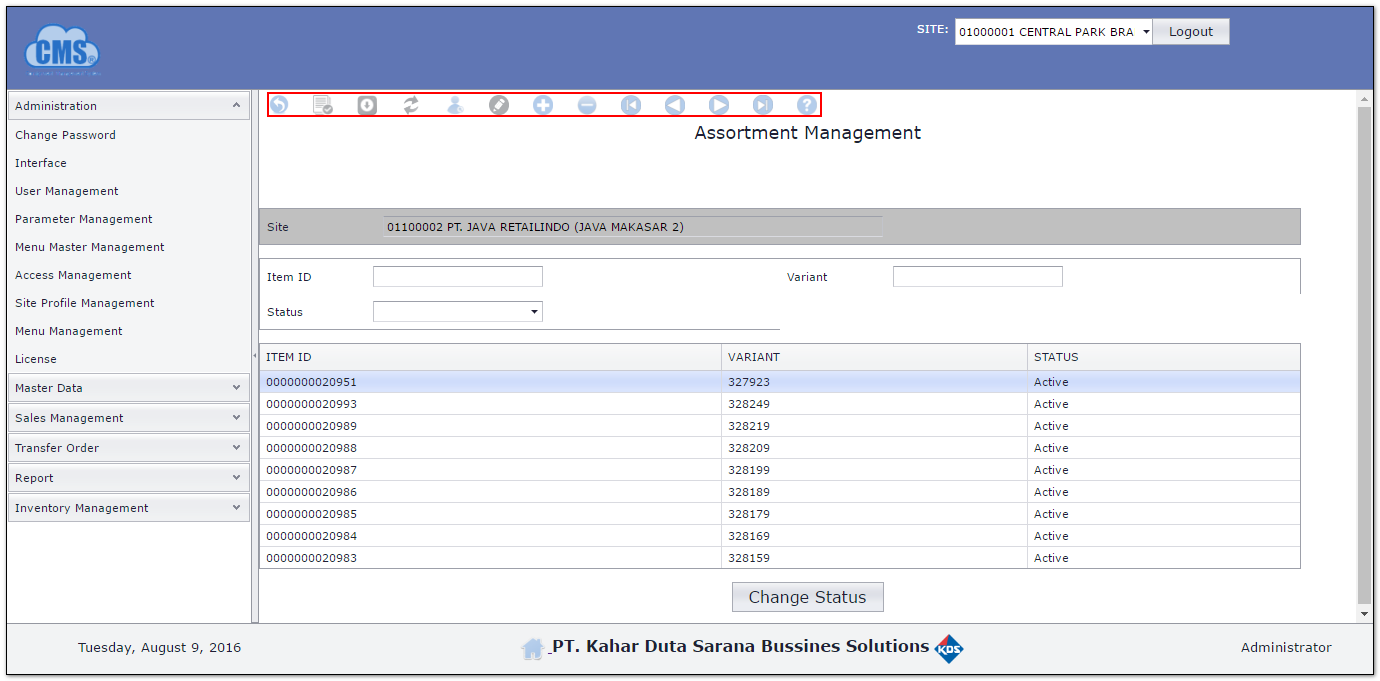 CMS®
SITE: 01000001 CENTRAL PARK BRA Logout
Administration
Change Password
Interface
User Management
Parameter Management
Menu Master Management
Access Management
Site Profile Management
Menu Management
License
Master Data
Sales Management
Transfer Order
Report
Inventory Management
Assortment Management
Site 01100002 PT. JAVA RETAILINDO (JAVA MAKASAR 2)
Item ID Variant
Status
ITEM ID VARIANT STATUS
0000000020951 327923 Active
0000000020993 328249 Active
0000000020989 328219 Active
0000000020988 328209 Active
0000000020987 328199 Active
0000000020986 328189 Active
0000000020985 328179 Active
0000000020984 328169 Active
0000000020983 328159 Active
Change Status
Tuesday, August 9, 2016 PT. Kahar Duta Sarana Bussines Solutions KDS Administrator